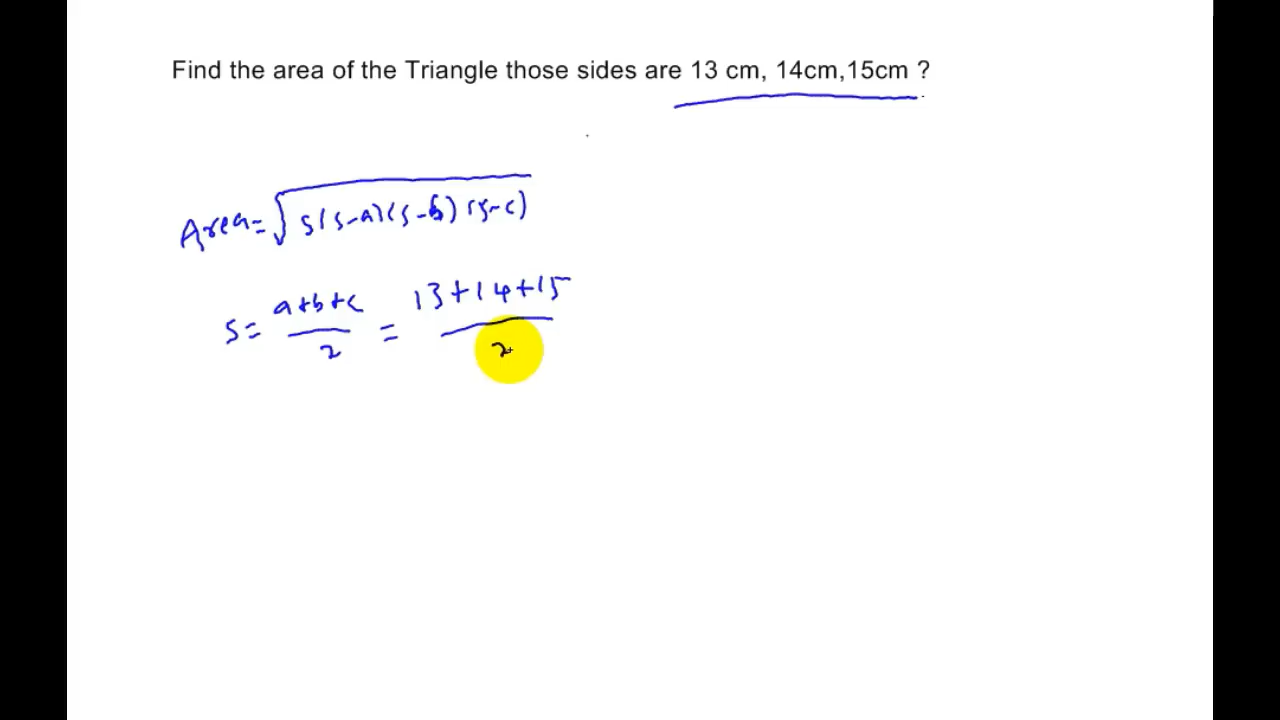 Find the area of the Triangle those sides are 13 cm, 14cm,15cm ?
Area = √s(s-a)(s-b)(s-c)
s = a+b+c/2 = 13+14+15/2